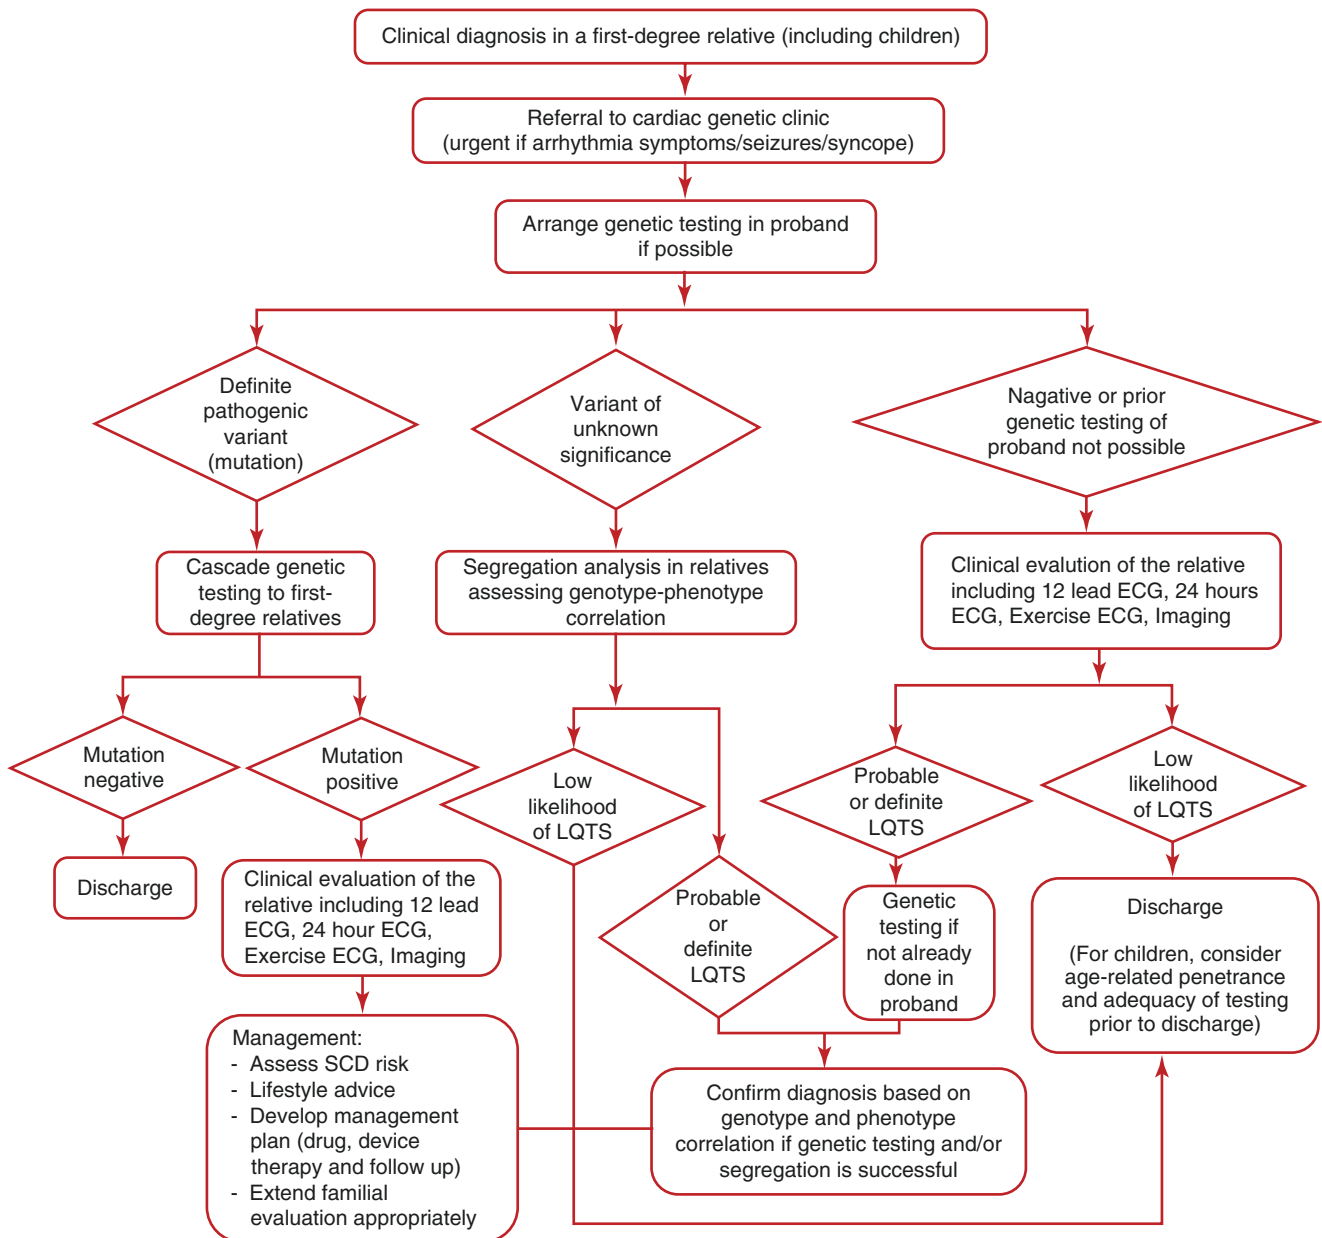 Clinical diagnosis in a first-degree relative (including children)
Referral to cardiac genetic clinic
(urgent if arrhythmia symptoms/seizures/syncope)
Arrange genetic testing in proband
if possible
Definite
pathogenic
variant
(mutation)
Variant of
unknown
significance
Nagative or prior
genetic testing of
proband not possible
Cascade genetic
testing to first-
degree relatives
Segregation analysis in relatives
assessing genotype-phenotype
correlation
Clinical evalution of the relative
including 12 lead ECG, 24 hours
ECG, Exercise ECG, Imaging
Mutation
negative
Mutation
positive
Low
likelihood
of LQTS
Probable
or
definite
LQTS
Probable
or definite
LQTS
Low
likelihood
of LQTS
Discharge
Clinical evaluation of the
relative including 12 lead
ECG, 24 hour ECG,
Exercise ECG, Imaging
Genetic
testing if
not already
done in
proband
Discharge
(For children, consider
age-related penetrance
and adequacy of testing
prior to discharge)
Management:
- Assess SCD risk
- Lifestyle advice
- Develop management
plan (drug, device
therapy and follow up)
- Extend familial
evaluation appropriately
Confirm diagnosis based on
genotype and phenotype
correlation if genetic testing and/or
segregation is successful